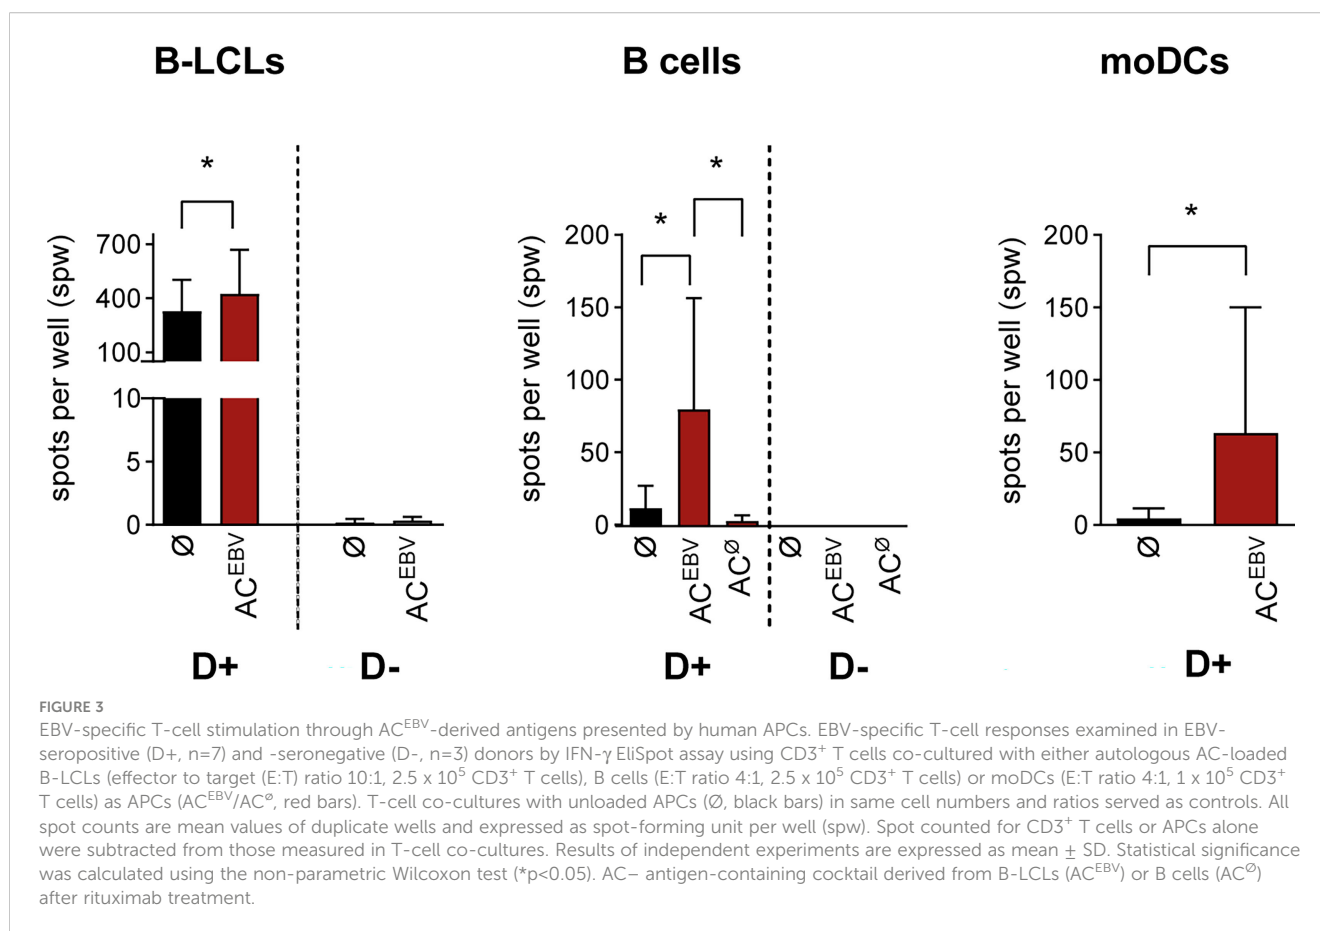 B-LCLs
B cells
moDCs
*
spots per well (spw)
700
400
100
10
5
0
Ø
AC^EBV
Ø
AC^EBV
D+
D-
*
*
spots per well (spw)
200
150
100
50
0
Ø
AC^EBV
AC^Ø
Ø
AC^EBV
AC^Ø
D+
D-
*
spots per well (spw)
200
150
100
50
0
Ø
AC^EBV
D+
FIGURE 3
EBV-specific T-cell stimulation through AC^EBV-derived antigens presented by human APCs. EBV-specific T-cell responses examined in EBV-
seropositive (D+, n=7) and -seronegative (D-, n=3) donors by IFN-γ EliSpot assay using CD3⁺ T cells co-cultured with either autologous AC-loaded
B-LCLs (effector to target (E:T) ratio 10:1, 2.5 x 10⁵ CD3⁺ T cells), B cells (E:T ratio 4:1, 2.5 x 10⁵ CD3⁺ T cells) or moDCs (E:T ratio 4:1, 1 x 10⁵ CD3⁺
T cells) as APCs (AC^EBV/AC^ø, red bars). T-cell co-cultures with unloaded APCs (Ø, black bars) in same cell numbers and ratios served as controls. All
spot counts are mean values of duplicate wells and expressed as spot-forming unit per well (spw). Spot counted for CD3⁺ T cells or APCs alone
were subtracted from those measured in T-cell co-cultures. Results of independent experiments are expressed as mean ± SD. Statistical significance
was calculated using the non-parametric Wilcoxon test (*p<0.05). AC– antigen-containing cocktail derived from B-LCLs (AC^EBV) or B cells (AC^Ø)
after rituximab treatment.